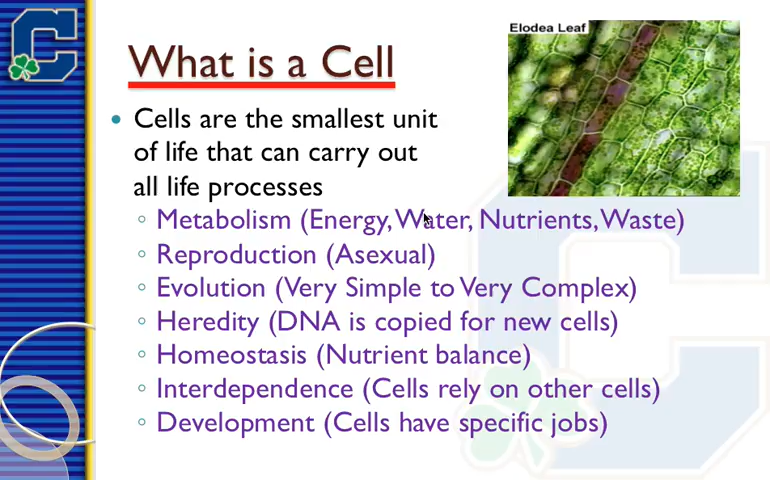 Elodea Leaf
What is a Cell
• Cells are the smallest unit
of life that can carry out
all life processes
◦ Metabolism (Energy, Water, Nutrients, Waste)
◦ Reproduction (Asexual)
◦ Evolution (Very Simple to Very Complex)
◦ Heredity (DNA is copied for new cells)
◦ Homeostasis (Nutrient balance)
◦ Interdependence (Cells rely on other cells)
◦ Development (Cells have specific jobs)